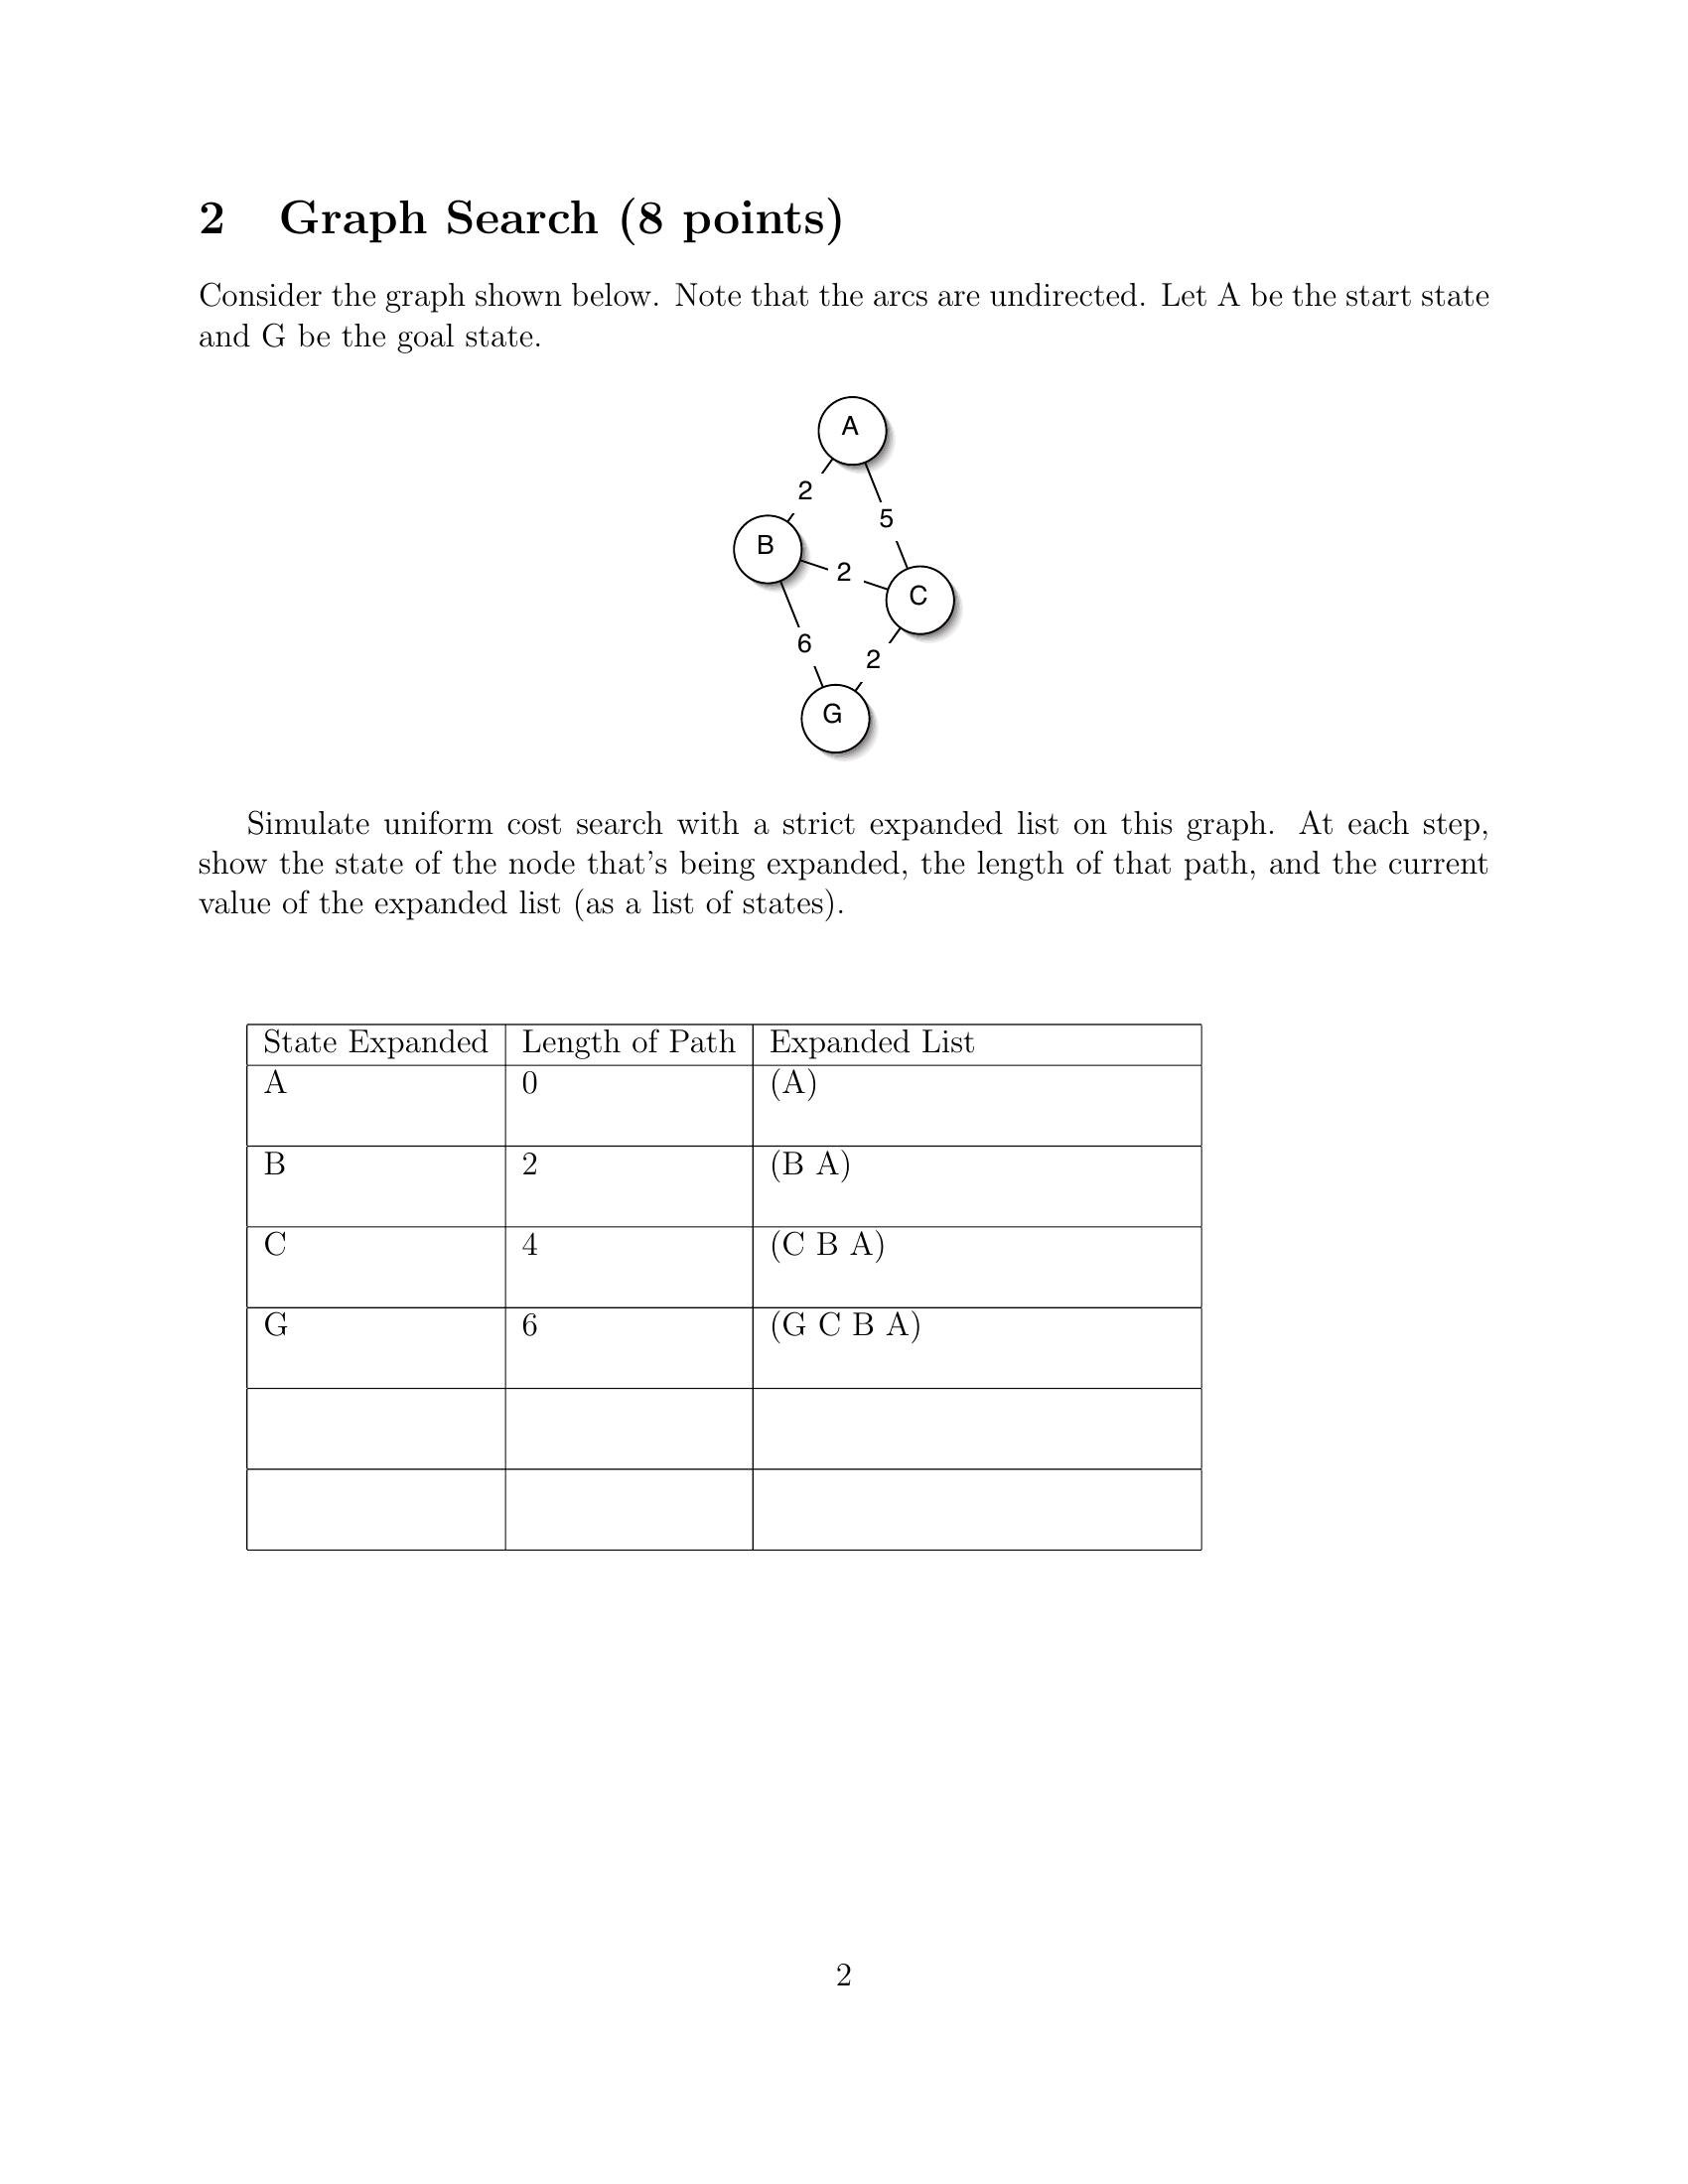 2 Graph Search (8 points)
Consider the graph shown below. Note that the arcs are undirected. Let A be the start state
and G be the goal state.
A
2
5
B
2
C
6
2
G
Simulate uniform cost search with a strict expanded list on this graph. At each step,
show the state of the node that's being expanded, the length of that path, and the current
value of the expanded list (as a list of states).
State Expanded Length of Path Expanded List
A 0 (A)
B 2 (B A)
C 4 (C B A)
G 6 (G C B A)
2